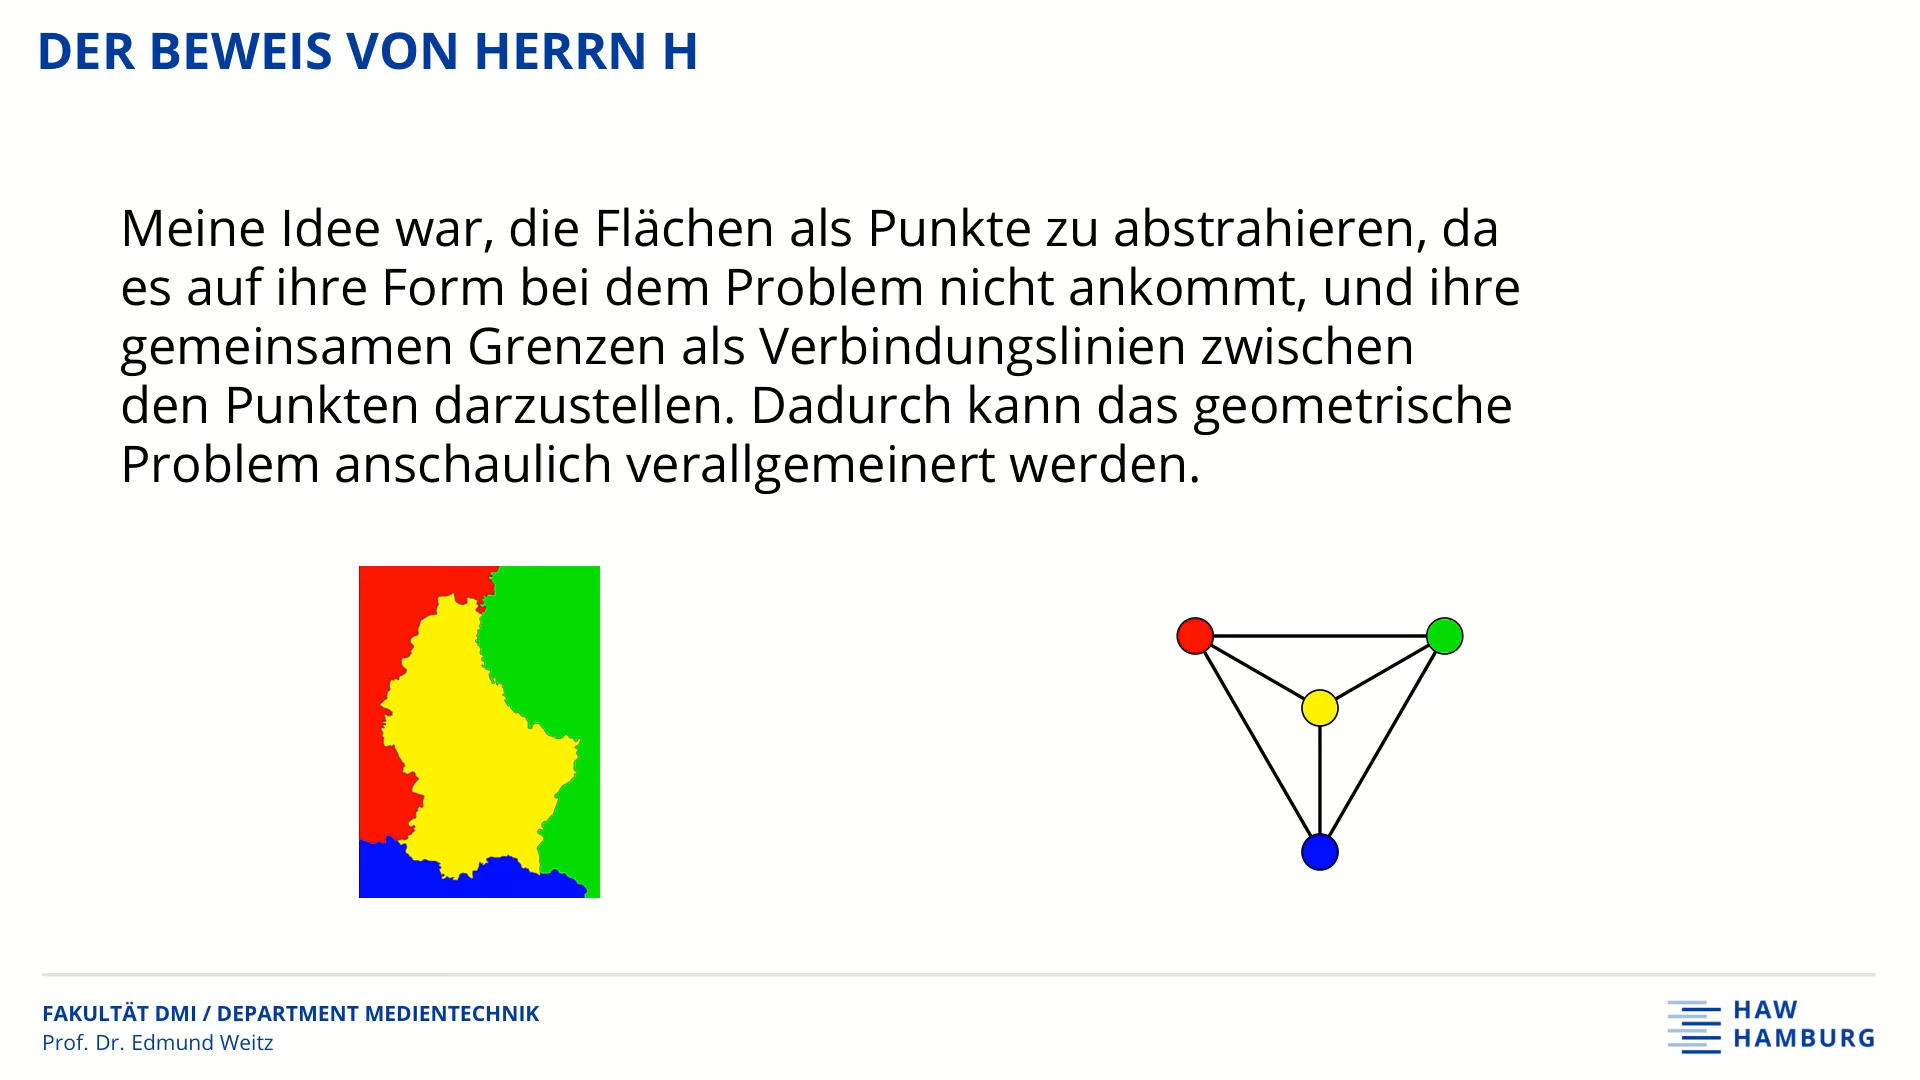 DER BEWEIS VON HERRN H
Meine Idee war, die Flächen als Punkte zu abstrahieren, da
es auf ihre Form bei dem Problem nicht ankommt, und ihre
gemeinsamen Grenzen als Verbindungslinien zwischen
den Punkten darzustellen. Dadurch kann das geometrische
Problem anschaulich verallgemeinert werden.
FAKULTÄT DMI / DEPARTMENT MEDIENTECHNIK
Prof. Dr. Edmund Weitz
HAW
HAMBURG